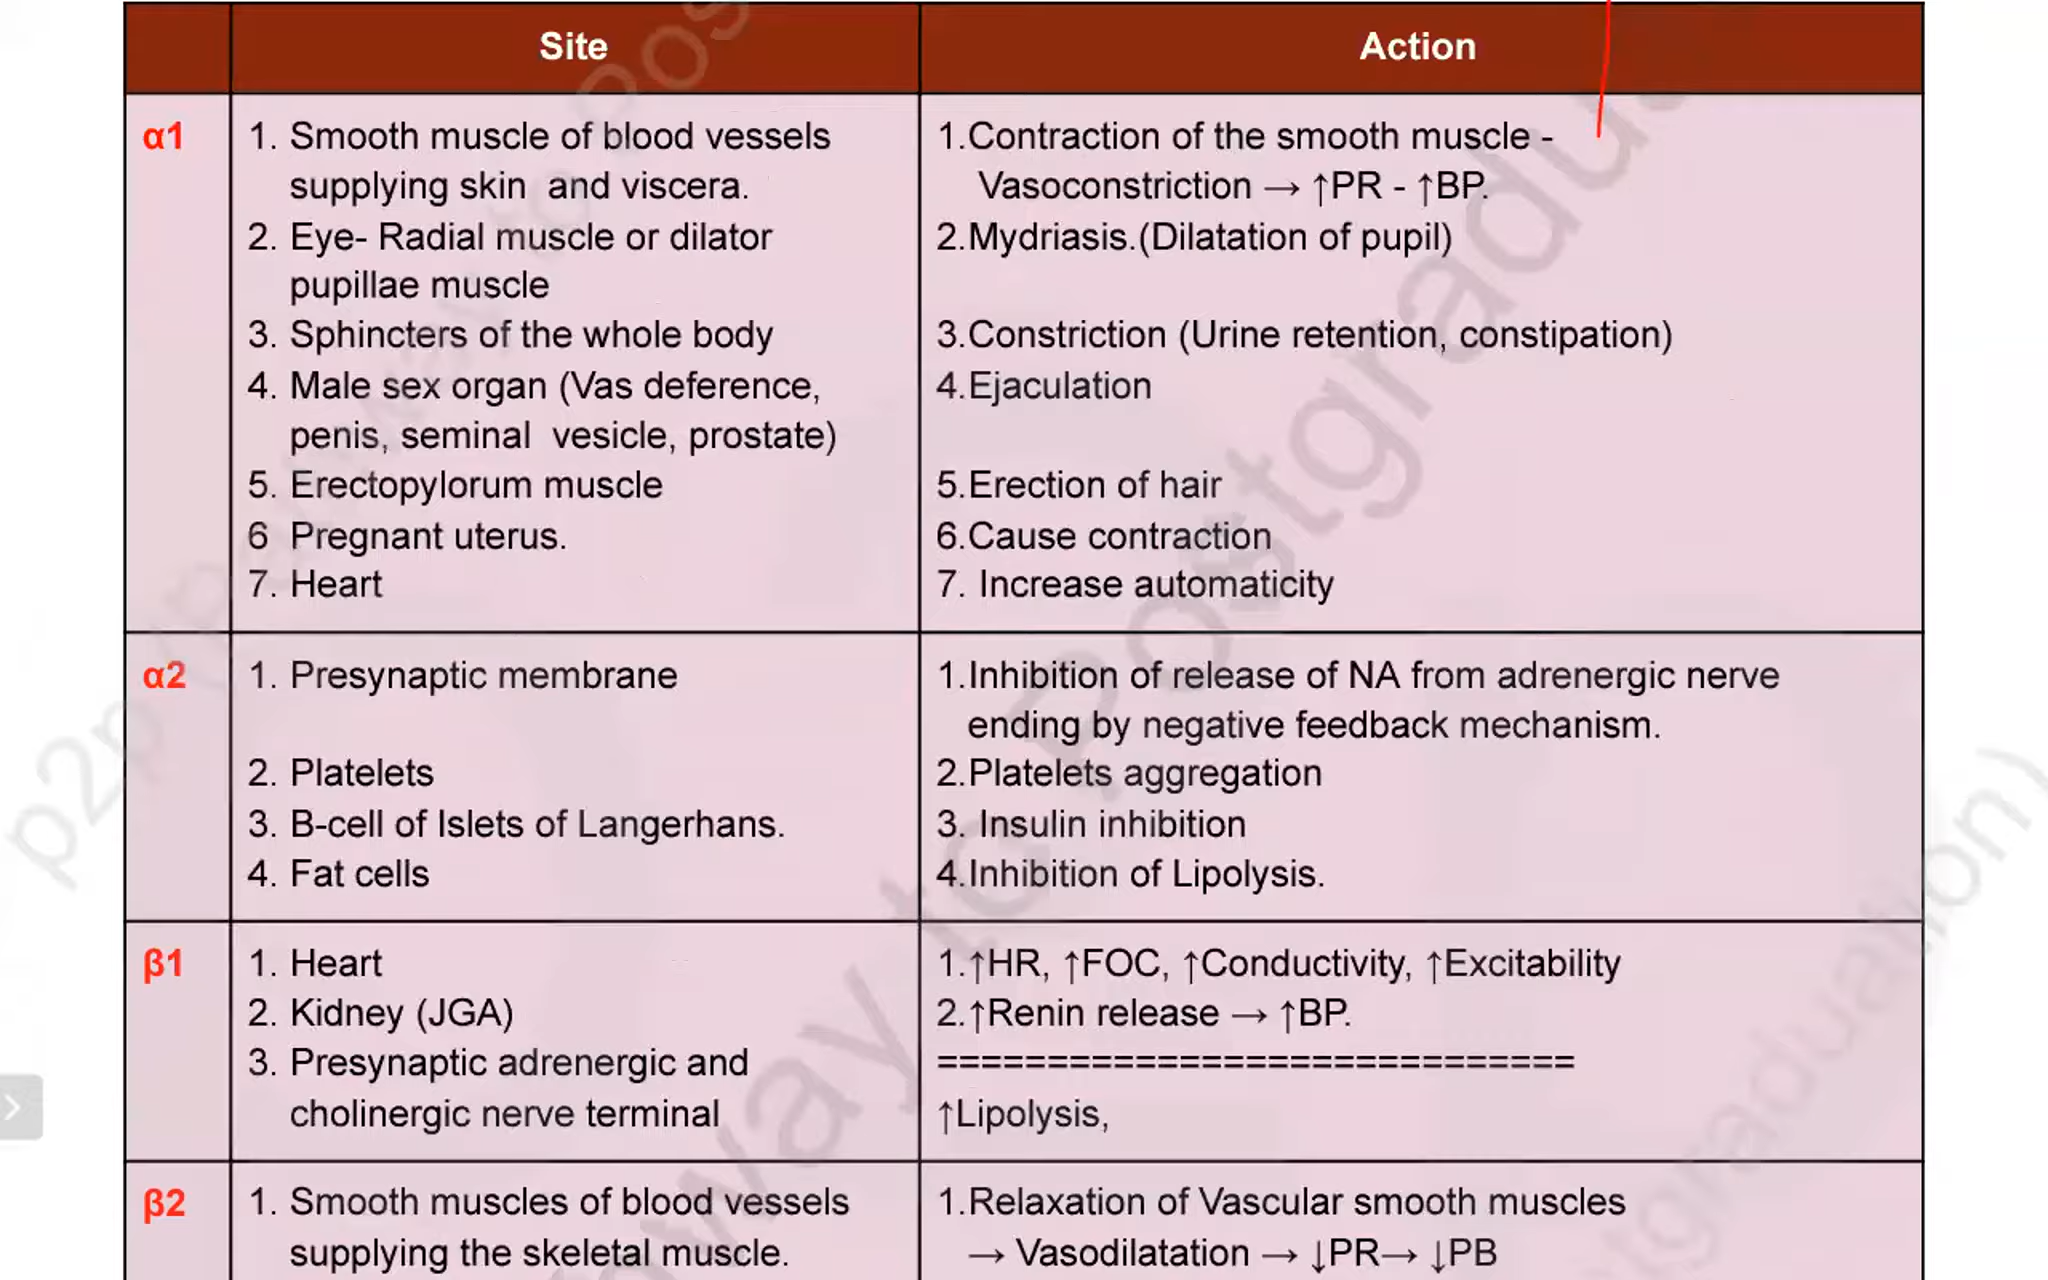 Site
Action
α1
1. Smooth muscle of blood vessels
supplying skin and viscera.
2. Eye- Radial muscle or dilator
pupillae muscle
3. Sphincters of the whole body
4. Male sex organ (Vas deference,
penis, seminal vesicle, prostate)
5. Erectopylorum muscle
6 Pregnant uterus.
7. Heart
1.Contraction of the smooth muscle -
Vasoconstriction → ↑PR - ↑BP.
2.Mydriasis.(Dilatation of pupil)
3.Constriction (Urine retention, constipation)
4.Ejaculation
5.Erection of hair
6.Cause contraction
7. Increase automaticity
α2
1. Presynaptic membrane
2. Platelets
3. B-cell of Islets of Langerhans.
4. Fat cells
1.Inhibition of release of NA from adrenergic nerve
ending by negative feedback mechanism.
2.Platelets aggregation
3. Insulin inhibition
4.Inhibition of Lipolysis.
β1
1. Heart
2. Kidney (JGA)
3. Presynaptic adrenergic and
cholinergic nerve terminal
1.↑HR, ↑FOC, ↑Conductivity, ↑Excitability
2.↑Renin release → ↑BP.
=============================
↑Lipolysis,
β2
1. Smooth muscles of blood vessels
supplying the skeletal muscle.
1.Relaxation of Vascular smooth muscles
→ Vasodilatation → ↓PR→ ↓PB
way to Postgraduation)